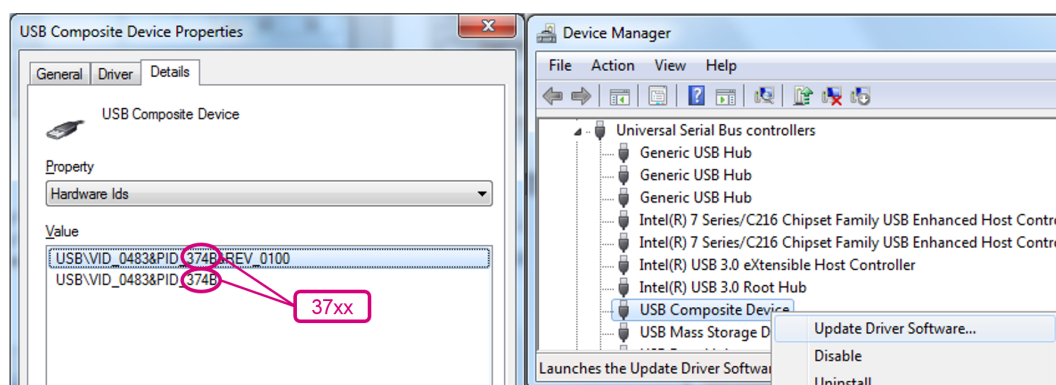 USB Composite Device Properties
General Driver Details
USB Composite Device
Property
Hardware Ids
Value
USB\VID_0483&PID_374B&REV_0100
USB\VID_0483&PID_374B
37xx
Device Manager
File Action View Help
Universal Serial Bus controllers
Generic USB Hub
Generic USB Hub
Generic USB Hub
Intel(R) 7 Series/C216 Chipset Family USB Enhanced Host Contr
Intel(R) 7 Series/C216 Chipset Family USB Enhanced Host Contr
Intel(R) USB 3.0 eXtensible Host Controller
Intel(R) USB 3.0 Root Hub
USB Composite Device
USB Mass Storage D
Update Driver Software...
Disable
Uninstall
Launches the Update Driver Softwar